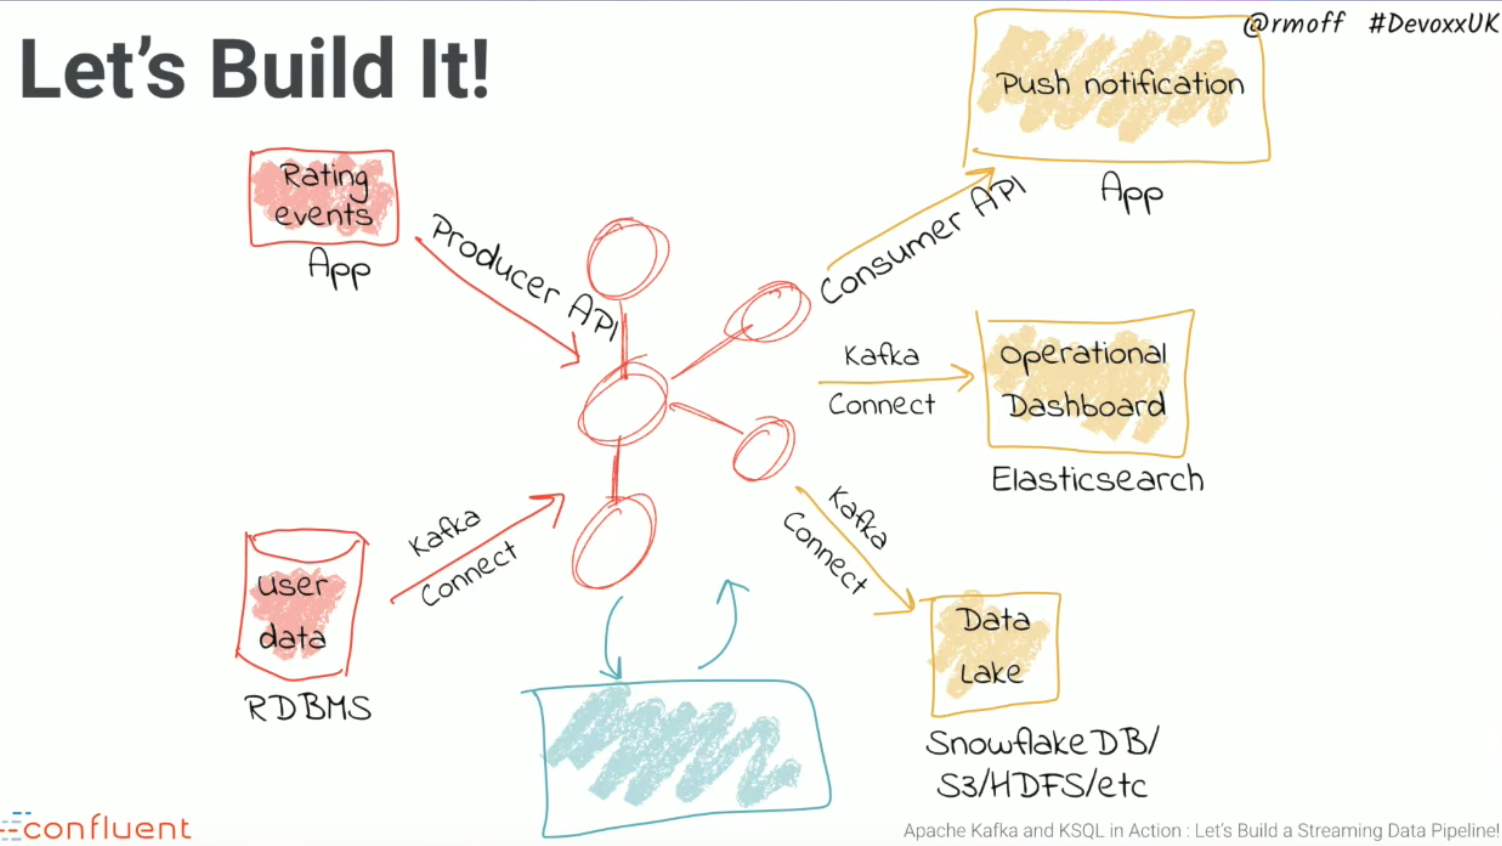 @rmoff #DevoxxUK
Let's Build It!
Push notification
App
Rating
events
App
Producer API
Consumer API
Kafka
Connect
Operational
Dashboard
Elasticsearch
Kafka
Connect
user
data
RDBMS
Kafka
Connect
Data
Lake
SnowflakeDB/
S3/HDFS/etc
confluent
Apache Kafka and KSQL in Action : Let's Build a Streaming Data Pipeline!